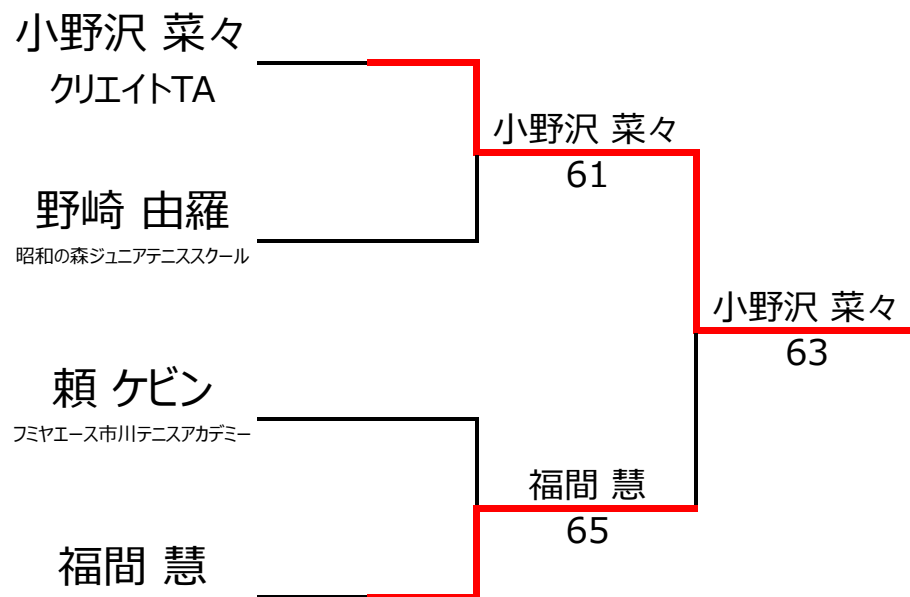 小野沢 菜々
クリエイトTA
小野沢 菜々
61
野崎 由羅
昭和の森ジュニアテニススクール
小野沢 菜々
63
頼 ケビン
フミヤエース市川テニスアカデミー
福間 慧
65
福間 慧